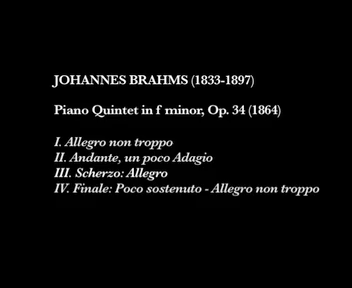 JOHANNES BRAHMS (1833-1897)
Piano Quintet in f minor, Op. 34 (1864)
I. Allegro non troppo
II. Andante, un poco Adagio
III. Scherzo: Allegro
IV. Finale: Poco sostenuto - Allegro non troppo